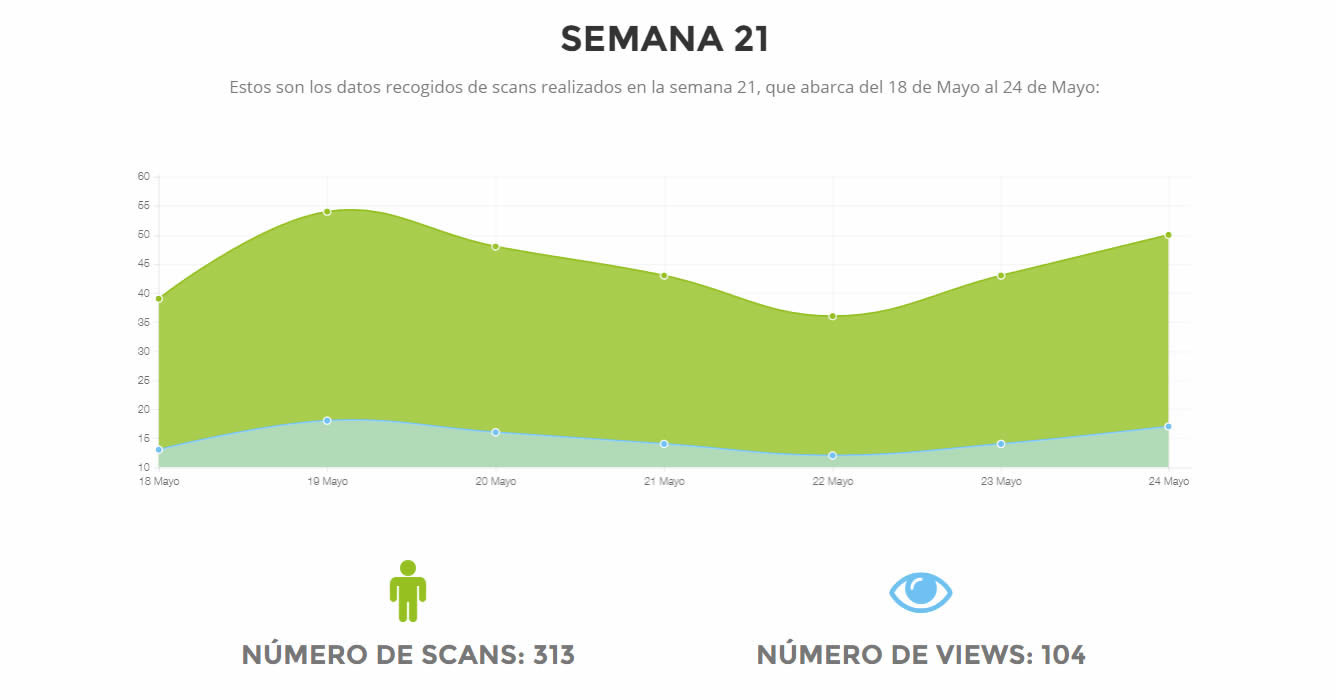 SEMANA 21
Estos son los datos recogidos de scans realizados en la semana 21, que abarca del 18 de Mayo al 24 de Mayo:
60
55
50
45
40
35
30
25
20
15
10
18 Mayo 19 Mayo 20 Mayo 21 Mayo 22 Mayo 23 Mayo 24 Mayo
NÚMERO DE SCANS: 313 NÚMERO DE VIEWS: 104